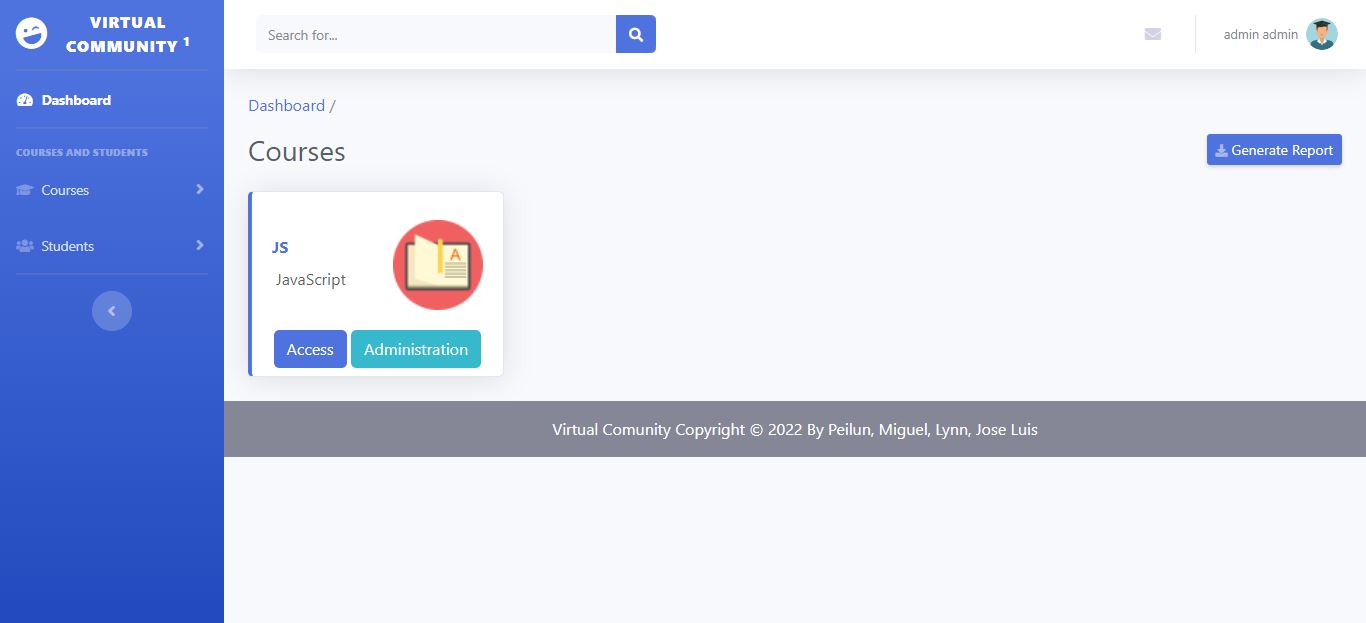 VIRTUAL
COMMUNITY 1
Search for...
admin admin
Dashboard
COURSES AND STUDENTS
Courses
Students
Dashboard /
Courses
Generate Report
JS
JavaScript
A
Access
Administration
Virtual Comunity Copyright © 2022 By Peilun, Miguel, Lynn, Jose Luis